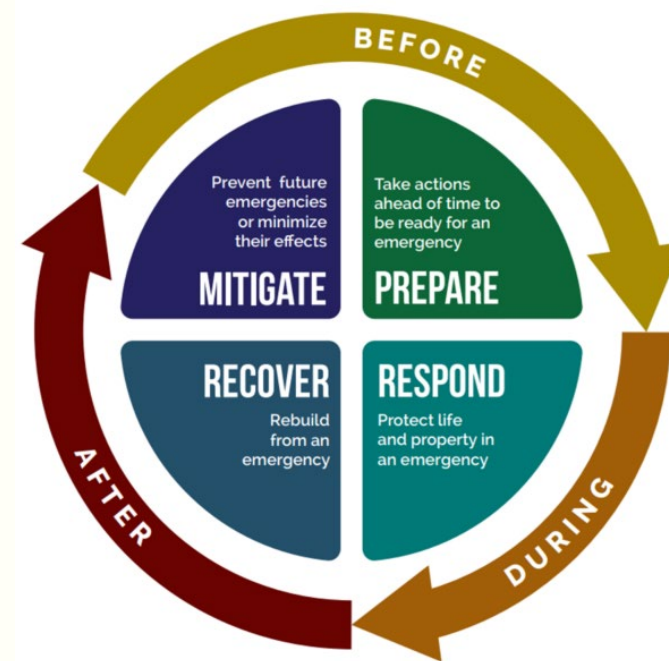 BEFORE
Prevent future
emergencies
or minimize
their effects
MITIGATE
Take actions
ahead of time to
be ready for an
emergency
PREPARE
RECOVER
Rebuild
from an
emergency
RESPOND
Protect life
and property in
an emergency
AFTER
DURING